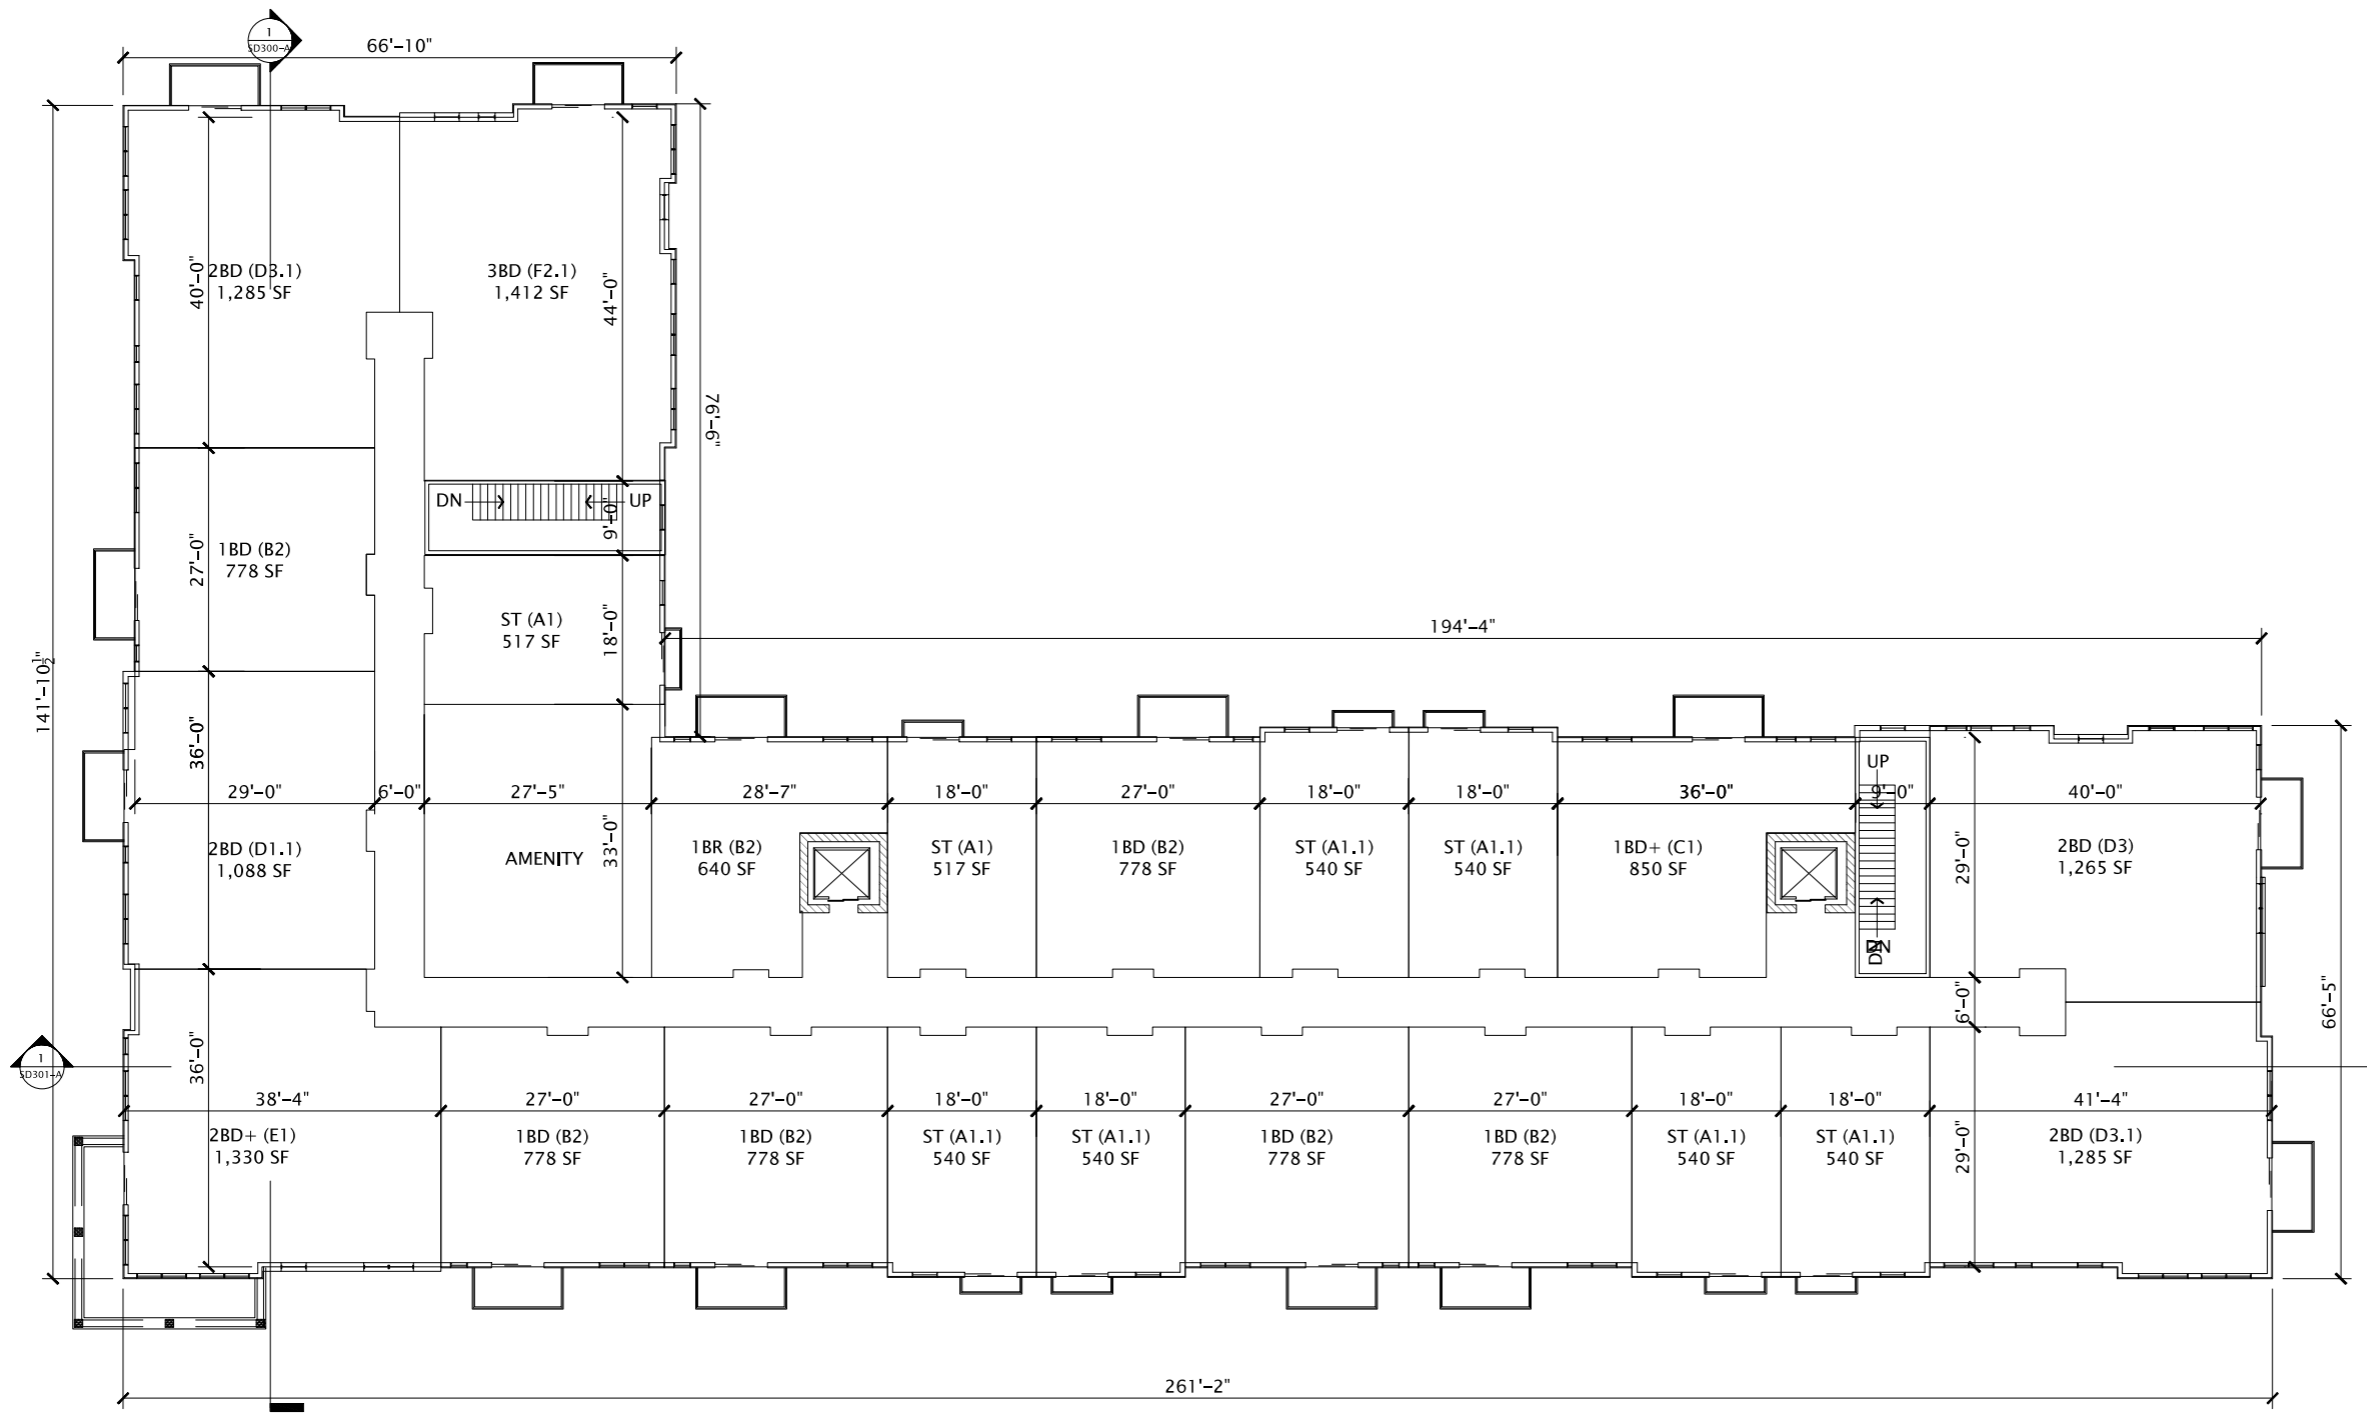 1
SD300-A
66'-10"
2BD (D3.1)
1,285 SF
40'-0"
3BD (F2.1)
1,412 SF
44'-0"
76'-6"
DN
UP
9'-0"
1BD (B2)
778 SF
27'-0"
ST (A1)
517 SF
18'-0"
194'-4"
141'-10½"
36'-0"
29'-0"
6'-0"
27'-5"
28'-7"
18'-0"
27'-0"
18'-0"
18'-0"
36'-0"
UP
9'-0"
40'-0"
2BD (D1.1)
1,088 SF
AMENITY
33'-0"
1BR (B2)
640 SF
ST (A1)
517 SF
1BD (B2)
778 SF
ST (A1.1)
540 SF
ST (A1.1)
540 SF
1BD+ (C1)
850 SF
29'-0"
2BD (D3)
1,265 SF
DN
DN
6'-0"
66'-5"
1
SD301-A
36'-0"
38'-4"
27'-0"
27'-0"
18'-0"
18'-0"
27'-0"
27'-0"
18'-0"
18'-0"
41'-4"
2BD+ (E1)
1,330 SF
1BD (B2)
778 SF
1BD (B2)
778 SF
ST (A1.1)
540 SF
ST (A1.1)
540 SF
1BD (B2)
778 SF
1BD (B2)
778 SF
ST (A1.1)
540 SF
ST (A1.1)
540 SF
29'-0"
2BD (D3.1)
1,285 SF
261'-2"